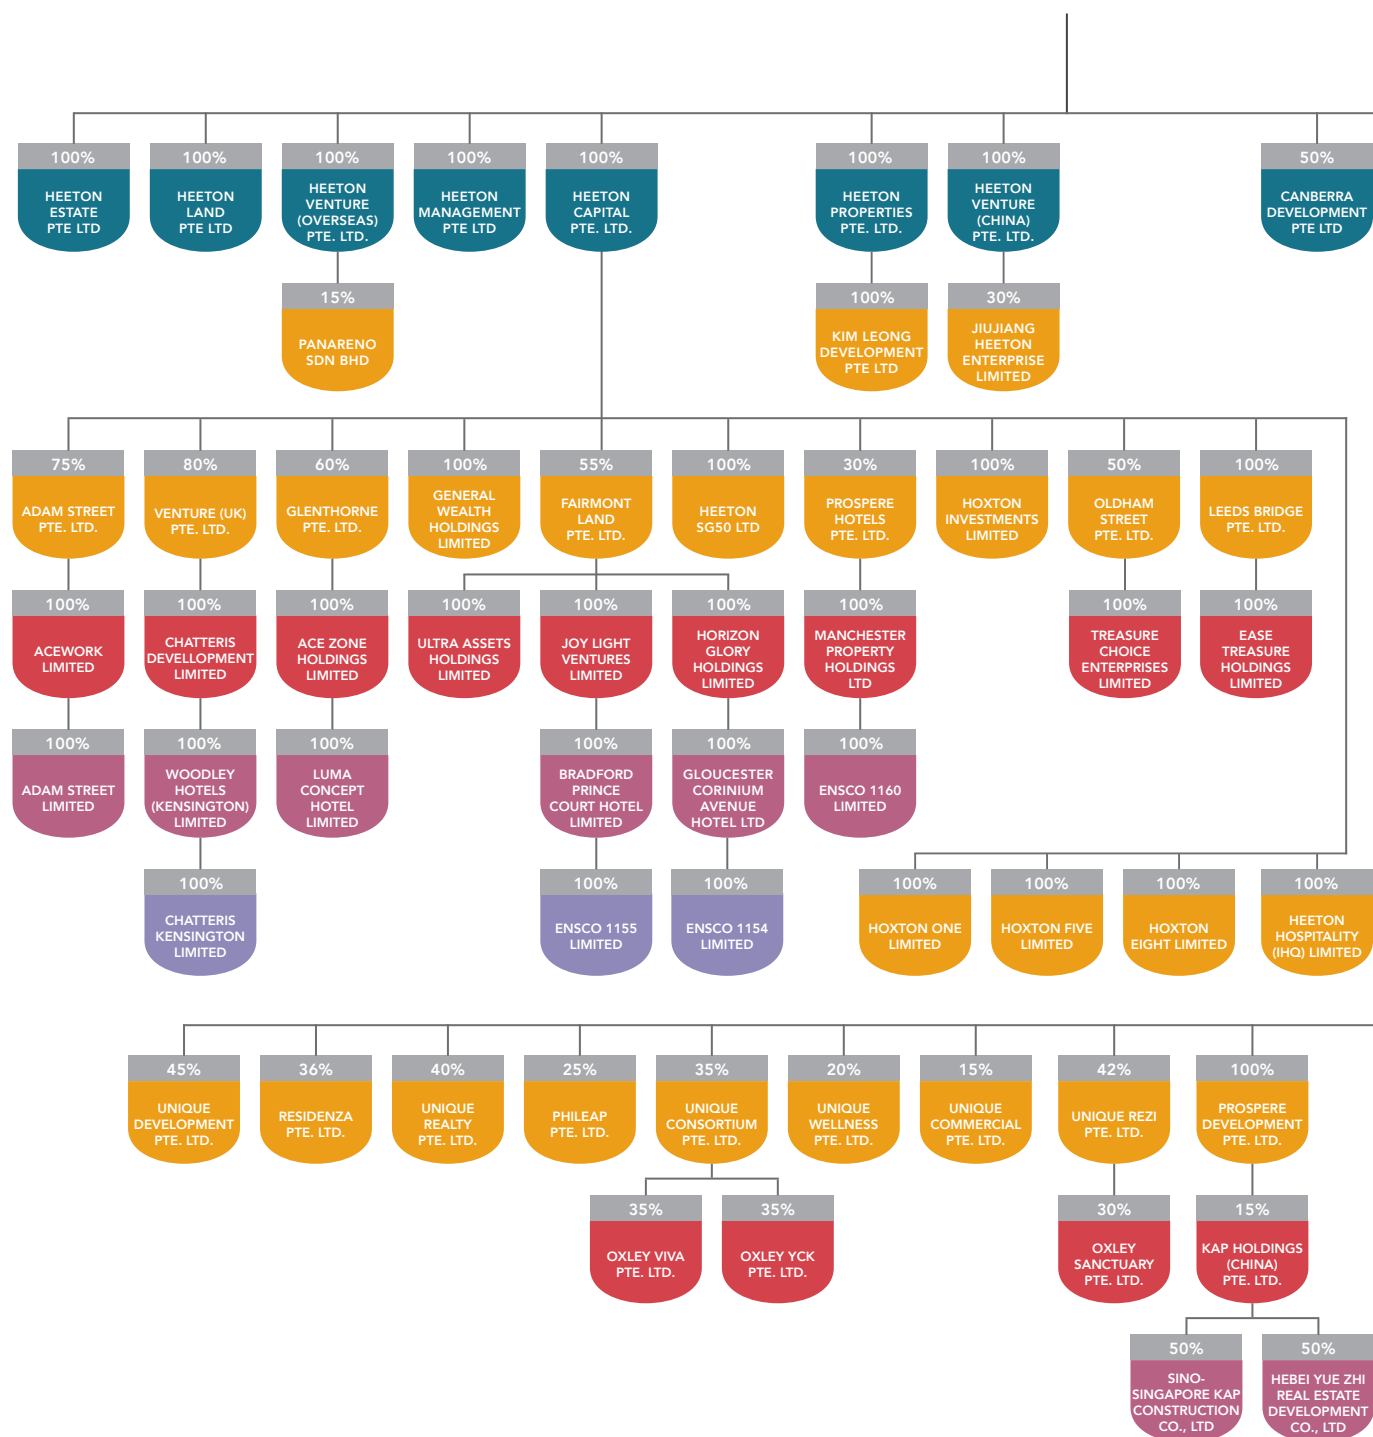 100%
HEETON
ESTATE
PTE LTD
100%
HEETON
LAND
PTE LTD
100%
HEETON
VENTURE
(OVERSEAS)
PTE. LTD.
100%
HEETON
MANAGEMENT
PTE LTD
100%
HEETON
CAPITAL
PTE. LTD.
100%
HEETON
PROPERTIES
PTE. LTD.
100%
HEETON
VENTURE
(CHINA)
PTE. LTD.
50%
CANBERRA
DEVELOPMENT
PTE LTD
15%
PANARENO
SDN BHD
100%
KIM LEONG
DEVELOPMENT
PTE LTD
30%
JIUJIANG
HEETON
ENTERPRISE
LIMITED
75%
ADAM STREET
PTE. LTD.
80%
VENTURE (UK)
PTE. LTD.
60%
GLENTHORNE
PTE. LTD.
100%
GENERAL
WEALTH
HOLDINGS
LIMITED
55%
FAIRMONT
LAND
PTE. LTD.
100%
HEETON
SG50 LTD
30%
PROSPERE
HOTELS
PTE. LTD.
100%
HOXTON
INVESTMENTS
LIMITED
50%
OLDHAM
STREET
PTE. LTD.
100%
LEEDS BRIDGE
PTE. LTD.
100%
ACEWORK
LIMITED
100%
CHATTERIS
DEVELLOPMENT
LIMITED
100%
ACE ZONE
HOLDINGS
LIMITED
100%
ULTRA ASSETS
HOLDINGS
LIMITED
100%
JOY LIGHT
VENTURES
LIMITED
100%
HORIZON
GLORY
HOLDINGS
LIMITED
100%
MANCHESTER
PROPERTY
HOLDINGS
LTD
100%
TREASURE
CHOICE
ENTERPRISES
LIMITED
100%
EASE
TREASURE
HOLDINGS
LIMITED
100%
ADAM STREET
LIMITED
100%
WOODLEY
HOTELS
(KENSINGTON)
LIMITED
100%
LUMA
CONCEPT
HOTEL
LIMITED
100%
BRADFORD
PRINCE
COURT HOTEL
LIMITED
100%
GLOUCESTER
CORINIUM
AVENUE
HOTEL LTD
100%
ENSCO 1160
LIMITED
100%
CHATTERIS
KENSINGTON
LIMITED
100%
ENSCO 1155
LIMITED
100%
ENSCO 1154
LIMITED
100%
HOXTON ONE
LIMITED
100%
HOXTON FIVE
LIMITED
100%
HOXTON
EIGHT LIMITED
100%
HEETON
HOSPITALITY
(IHQ) LIMITED
45%
UNIQUE
DEVELOPMENT
PTE. LTD.
36%
RESIDENZA
PTE. LTD.
40%
UNIQUE
REALTY
PTE. LTD.
25%
PHILEAP
PTE. LTD.
35%
UNIQUE
CONSORTIUM
PTE. LTD.
20%
UNIQUE
WELLNESS
PTE. LTD.
15%
UNIQUE
COMMERCIAL
PTE. LTD.
42%
UNIQUE REZI
PTE. LTD.
100%
PROSPERE
DEVELOPMENT
PTE. LTD.
35%
OXLEY VIVA
PTE. LTD.
35%
OXLEY YCK
PTE. LTD.
30%
OXLEY
SANCTUARY
PTE. LTD.
15%
KAP HOLDINGS
(CHINA)
PTE. LTD.
50%
SINO-
SINGAPORE KAP
CONSTRUCTION
CO., LTD
50%
HEBEI YUE ZHI
REAL ESTATE
DEVELOPMENT
CO., LTD